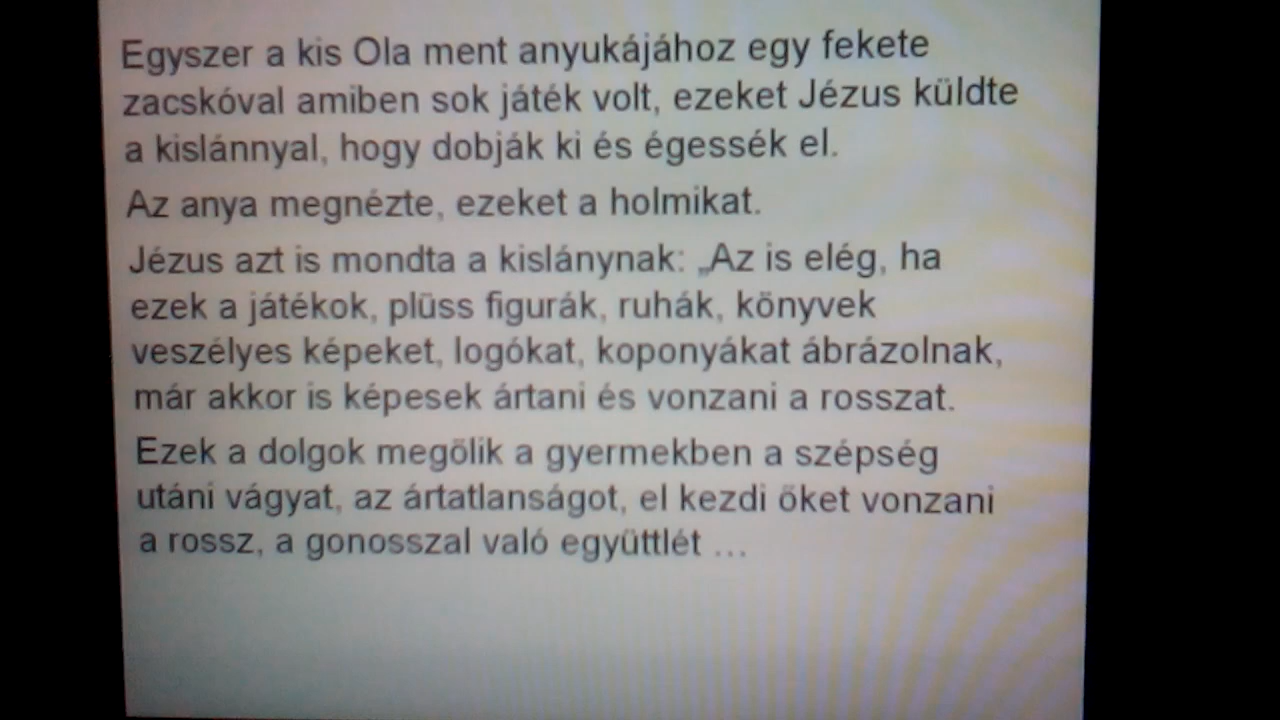 Egyszer a kis Ola ment anyukájához egy fekete
zacskóval amiben sok játék volt, ezeket Jézus küldte
a kislánnyal, hogy dobják ki és égessék el.
Az anya megnézte, ezeket a holmikat.
Jézus azt is mondta a kislánynak: „Az is elég, ha
ezek a játékok, plüss figurák, ruhák, könyvek
veszélyes képeket, logókat, koponyákat ábrázolnak,
már akkor is képesek ártani és vonzani a rosszat.
Ezek a dolgok megölik a gyermekben a szépség
utáni vágyat, az ártatlanságot, el kezdi őket vonzani
a rossz, a gonosszal való együttlét ...